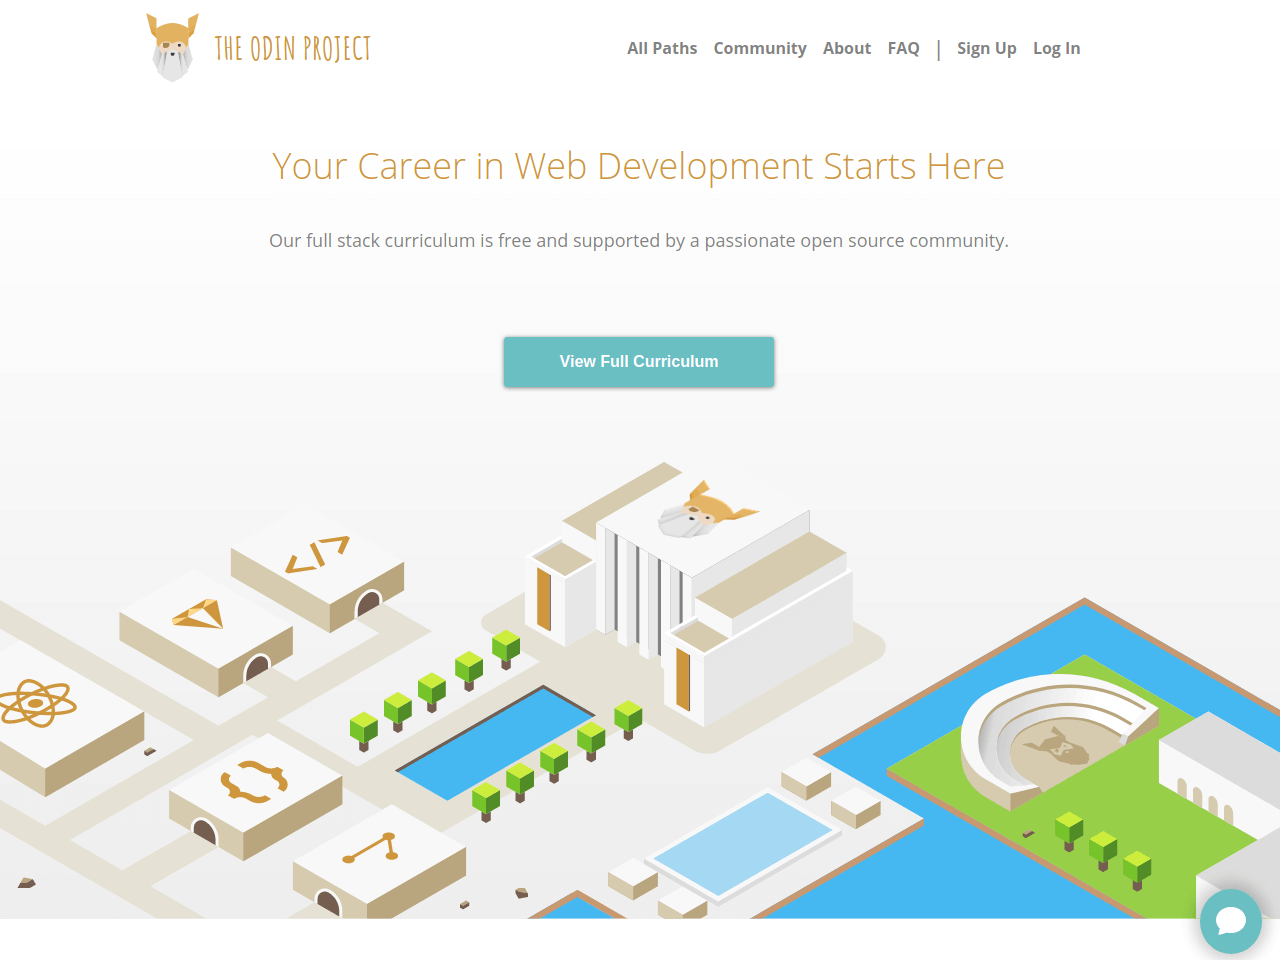 THE ODIN PROJECT
All Paths Community About FAQ | Sign Up Log In
Your Career in Web Development Starts Here
Our full stack curriculum is free and supported by a passionate open source community.
View Full Curriculum